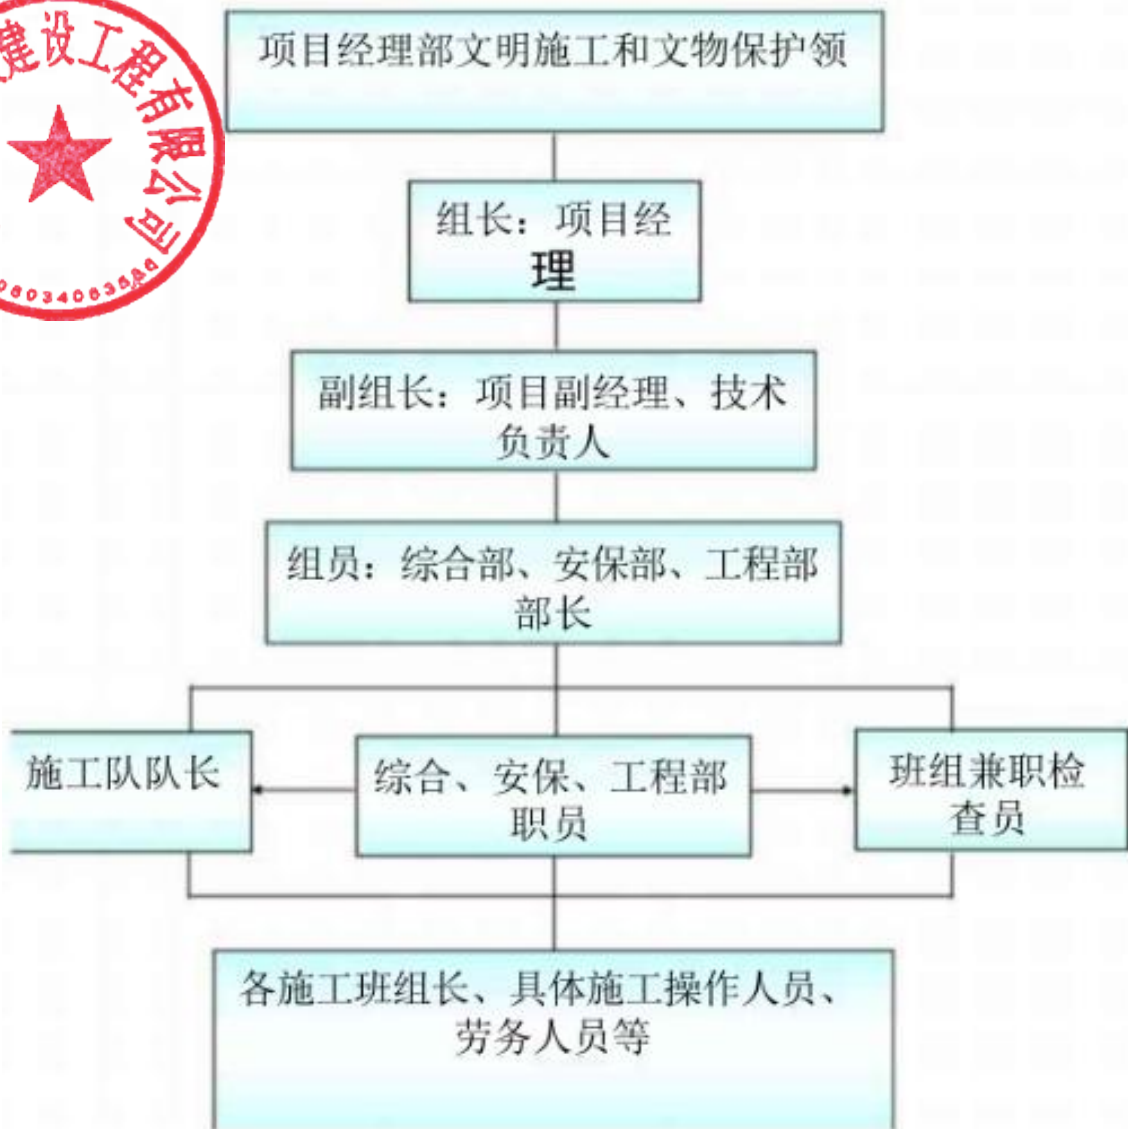 建设工程有限公司
项目经理部文明施工和文物保护领
组长：项目经
理
副组长：项目副经理、技术
负责人
组员：综合部、安保部、工程部
部长
施工队队长
综合、安保、工程部
职员
班组兼职检
查员
各施工班组长、具体施工操作人员、
劳务人员等